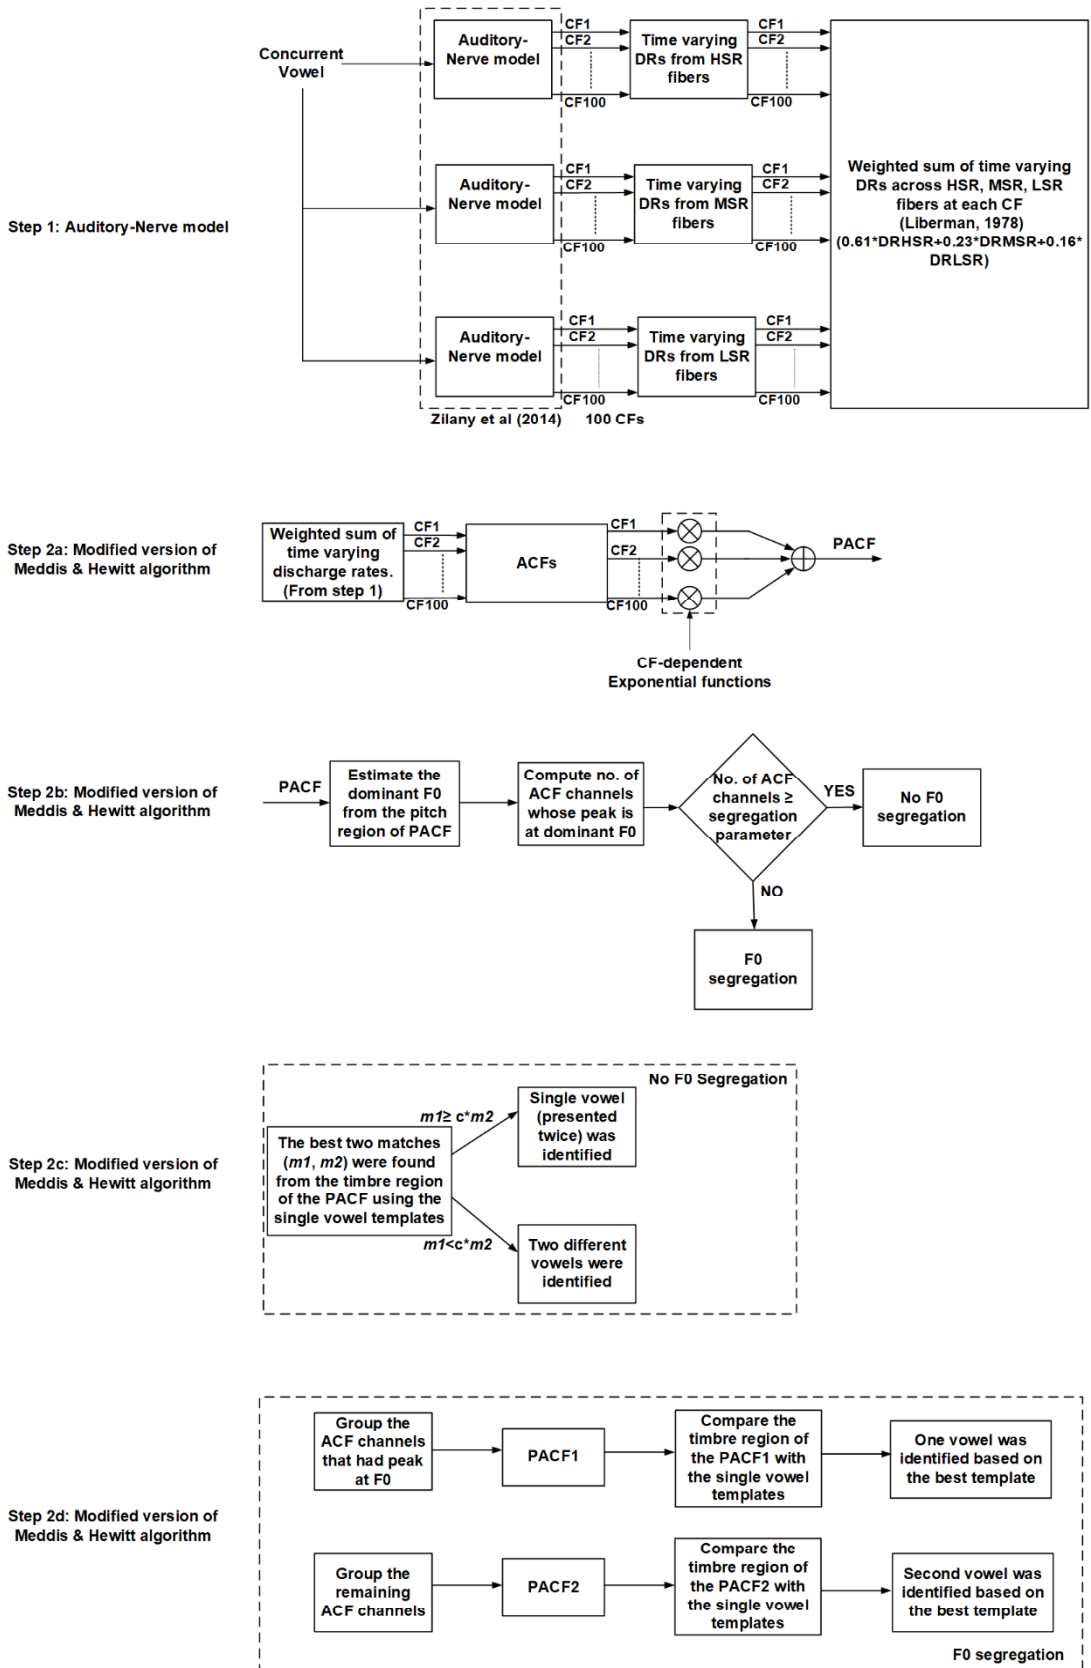 Concurrent
Vowel
Auditory-
Nerve model
CF1
CF2
CF100
Time varying
DRs from HSR
fibers
CF1
CF2
CF100
Step 1: Auditory-Nerve model
Auditory-
Nerve model
CF1
CF2
CF100
Time varying
DRs from MSR
fibers
CF1
CF2
CF100
Auditory-
Nerve model
CF1
CF2
CF100
Time varying
DRs from LSR
fibers
CF1
CF2
CF100
Weighted sum of time varying
DRs across HSR, MSR, LSR
fibers at each CF
(Liberman, 1978)
(0.61*DRHSR+0.23*DRMSR+0.16*
DRLSR)
Zilany et al (2014)
100 CFs
Step 2a: Modified version of
Meddis & Hewitt algorithm
Weighted sum of
time varying
discharge rates.
(From step 1)
CF1
CF2
CF100
ACFs
CF1
CF2
CF100
PACF
CF-dependent
Exponential functions
Step 2b: Modified version of
Meddis & Hewitt algorithm
PACF
Estimate the
dominant F0
from the pitch
region of PACF
Compute no. of
ACF channels
whose peak is
at dominant F0
No. of ACF
channels ≥
segregation
parameter
YES
No F0
segregation
NO
F0
segregation
Step 2c: Modified version of
Meddis & Hewitt algorithm
No F0 Segregation
The best two matches
(m1, m2) were found
from the timbre region
of the PACF using the
single vowel templates
m1≥ c*m2
Single vowel
(presented
twice) was
identified
m1<c*m2
Two different
vowels were
identified
Step 2d: Modified version of
Meddis & Hewitt algorithm
Group the
ACF channels
that had peak
at F0
PACF1
Compare the
timbre region of
the PACF1 with
the single vowel
templates
One vowel was
identified based on
the best template
Group the
remaining
ACF channels
PACF2
Compare the
timbre region of
the PACF2 with
the single vowel
templates
Second vowel was
identified based on
the best template
F0 segregation